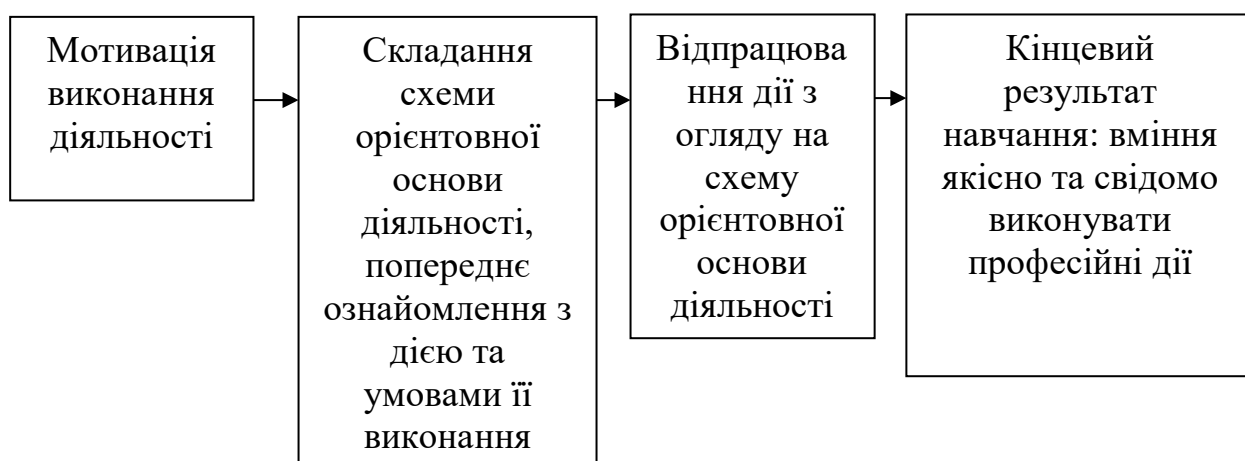 Мотивація
виконання
діяльності
Складання
схеми
орієнтовної
основи
діяльності,
попереднє
ознайомлення з
дією та
умовами її
виконання
Відпрацюва
ння дії з
огляду на
схему
орієнтовної
основи
діяльності
Кінцевий
результат
навчання: вміння
якісно та свідомо
виконувати
професійні дії